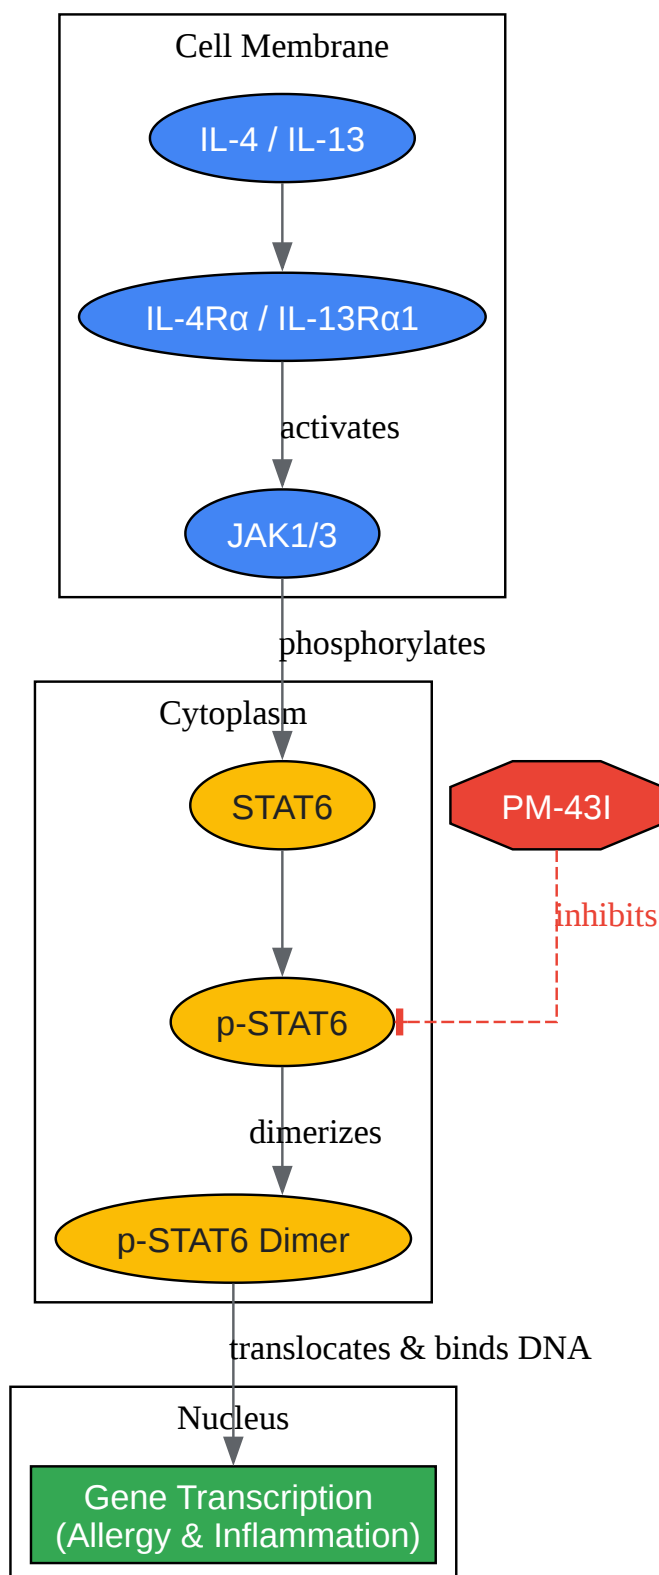 Cell Membrane
IL-4 / IL-13
IL-4Rα / IL-13Rα1
activates
JAK1/3
phosphorylates
Cytoplasm
STAT6
PM-43I
inhibits
p-STAT6
dimerizes
p-STAT6 Dimer
translocates & binds DNA
Nucleus
Gene Transcription
(Allergy & Inflammation)